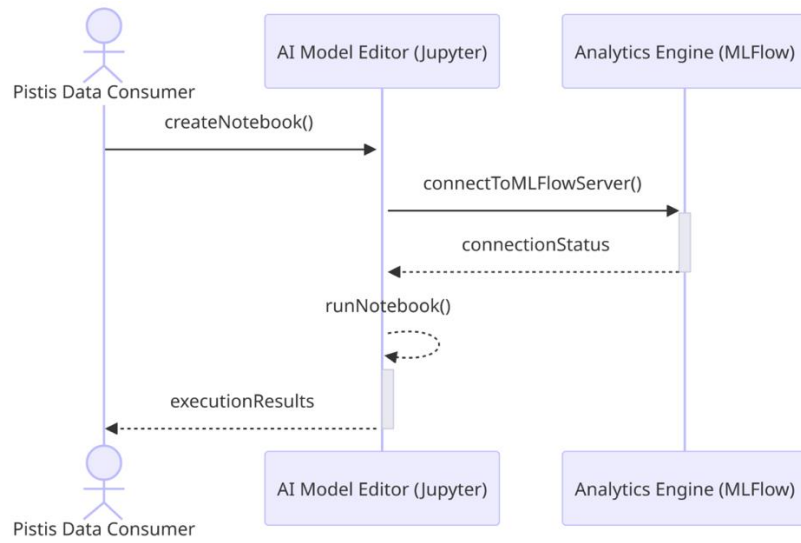 AI Model Editor (Jupyter)
Analytics Engine (MLFlow)
Pistis Data Consumer
createNotebook()
connectToMLFlowServer()
connectionStatus
runNotebook()
executionResults
AI Model Editor (Jupyter)
Analytics Engine (MLFlow)
Pistis Data Consumer